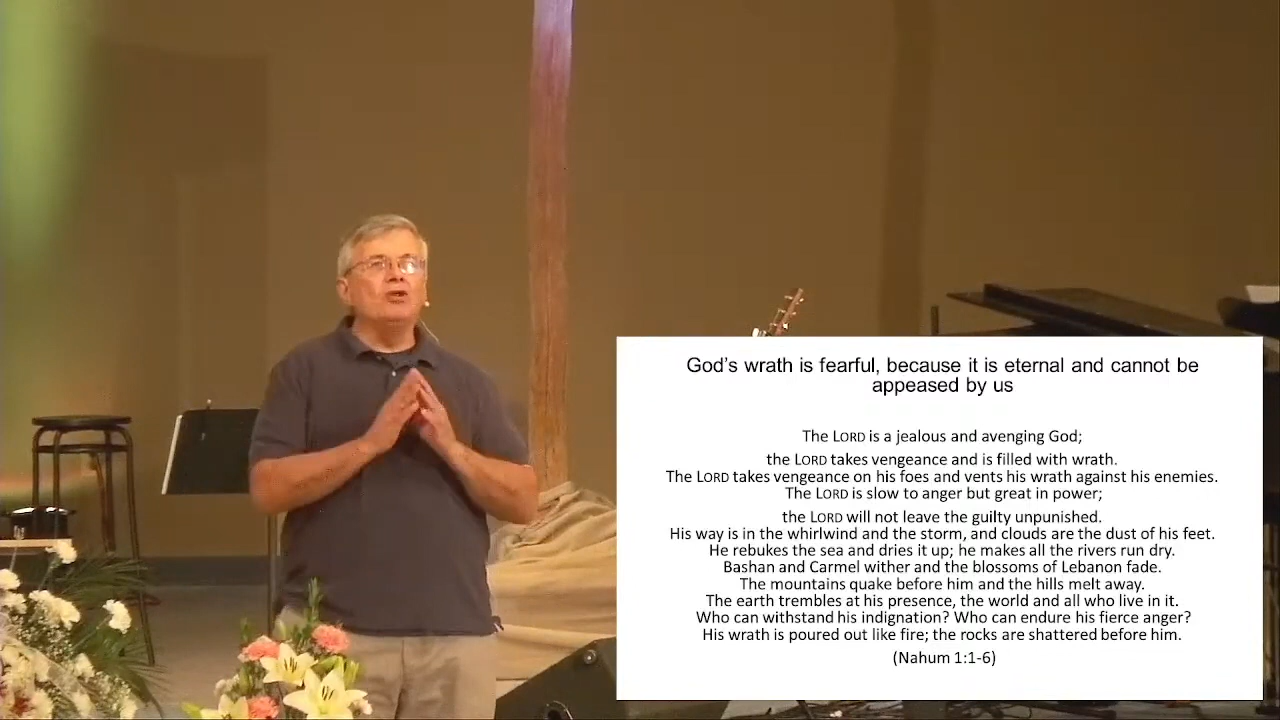 God's wrath is fearful, because it is eternal and cannot be
appeased by us
The LORD is a jealous and avenging God;
the LORD takes vengeance and is filled with wrath.
The LORD takes vengeance on his foes and vents his wrath against his enemies.
The LORD is slow to anger but great in power;
the LORD will not leave the guilty unpunished.
His way is in the whirlwind and the storm, and clouds are the dust of his feet.
He rebukes the sea and dries it up; he makes all the rivers run dry.
Bashan and Carmel wither and the blossoms of Lebanon fade.
The mountains quake before him and the hills melt away.
The earth trembles at his presence, the world and all who live in it.
Who can withstand his indignation? Who can endure his fierce anger?
His wrath is poured out like fire; the rocks are shattered before him.
(Nahum 1:1-6)